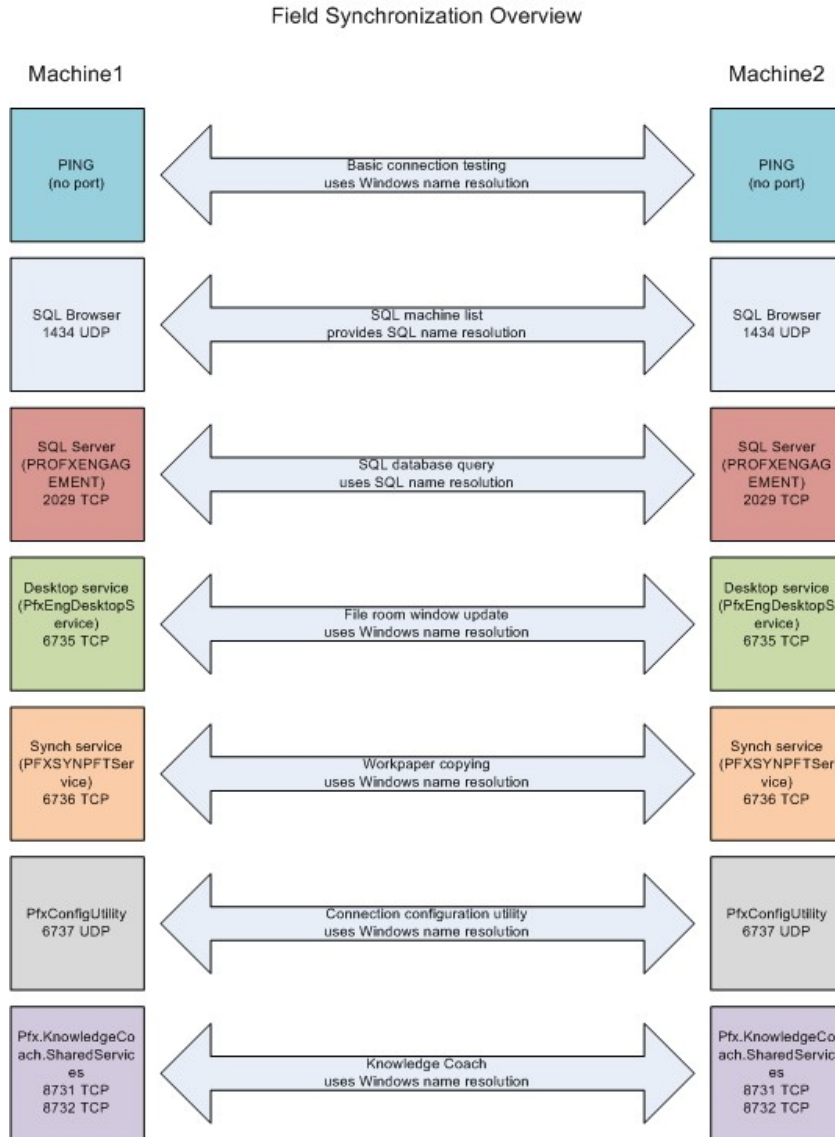 Field Synchronization Overview
Machine1
Machine2
PING
(no port)
Basic connection testing
uses Windows name resolution
PING
(no port)
SQL Browser
1434 UDP
SQL machine list
provides SQL name resolution
SQL Browser
1434 UDP
SQL Server
(PROFXENGAG
EMENT)
2029 TCP
SQL database query
uses SQL name resolution
SQL Server
(PROFXENGAG
EMENT)
2029 TCP
Desktop service
(PfxEngDesktopS
ervice)
6735 TCP
File room window update
uses Windows name resolution
Desktop service
(PfxEngDesktopS
ervice)
6735 TCP
Synch service
(PFXSYNPFTSer
vice)
6736 TCP
Workpaper copying
uses Windows name resolution
Synch service
(PFXSYNPFTSer
vice)
6736 TCP
PfxConfigUtility
6737 UDP
Connection configuration utility
uses Windows name resolution
PfxConfigUtility
6737 UDP
Pfx.KnowledgeCo
ach.SharedServic
es
8731 TCP
8732 TCP
Knowledge Coach
uses Windows name resolution
Pfx.KnowledgeCo
ach.SharedServic
es
8731 TCP
8732 TCP